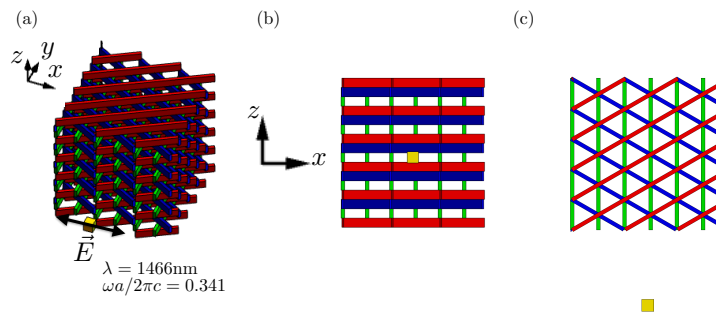 (a)
(b)
(c)
z
y
x
z
x
E⃗
λ = 1466nm
ωa/2πc = 0.341